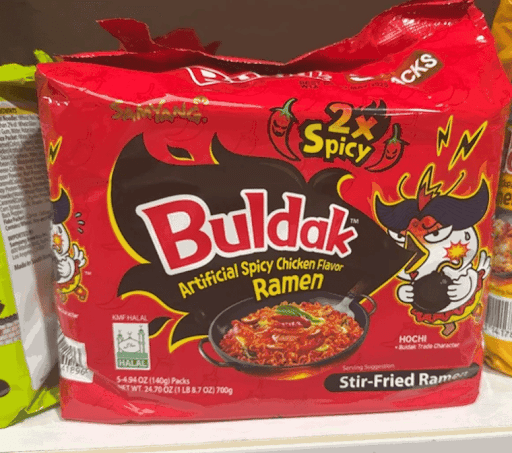 SAMYANG
2x
Spicy
Buldak™
Artificial Spicy Chicken Flavor
Ramen
KMF HALAL
HALAL
HOCHI
• Buldak Trade Character
5-4.94 OZ (140g) Packs
NET WT. 24.70 OZ (1 LB 8.7 OZ) 700g
Serving Suggestion
Stir-Fried Ramen